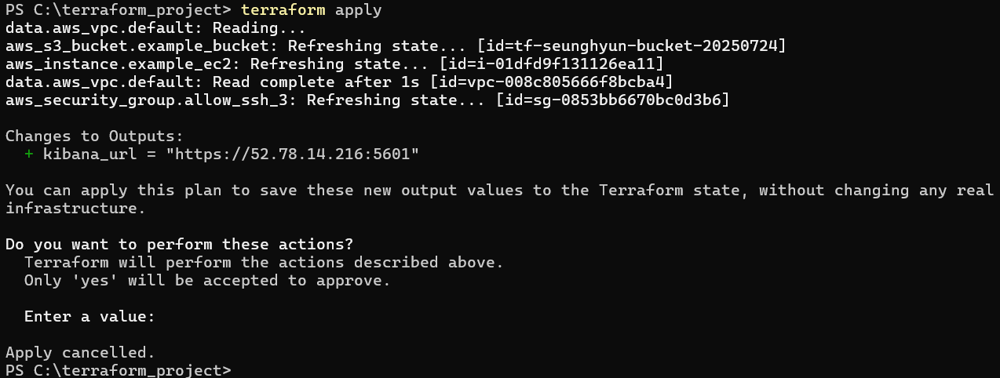 PS C:\terraform_project> terraform apply
data.aws_vpc.default: Reading...
aws_s3_bucket.example_bucket: Refreshing state... [id=tf-seunghyun-bucket-20250724]
aws_instance.example_ec2: Refreshing state... [id=i-01dfd9f131126ea11]
data.aws_vpc.default: Read complete after 1s [id=vpc-008c805666f8bcba4]
aws_security_group.allow_ssh_3: Refreshing state... [id=sg-0853bb6670bc0d3b6]
Changes to Outputs:
+ kibana_url = "https://52.78.14.216:5601"
You can apply this plan to save these new output values to the Terraform state, without changing any real
infrastructure.
Do you want to perform these actions?
Terraform will perform the actions described above.
Only 'yes' will be accepted to approve.
Enter a value:
Apply cancelled.
PS C:\terraform_project>